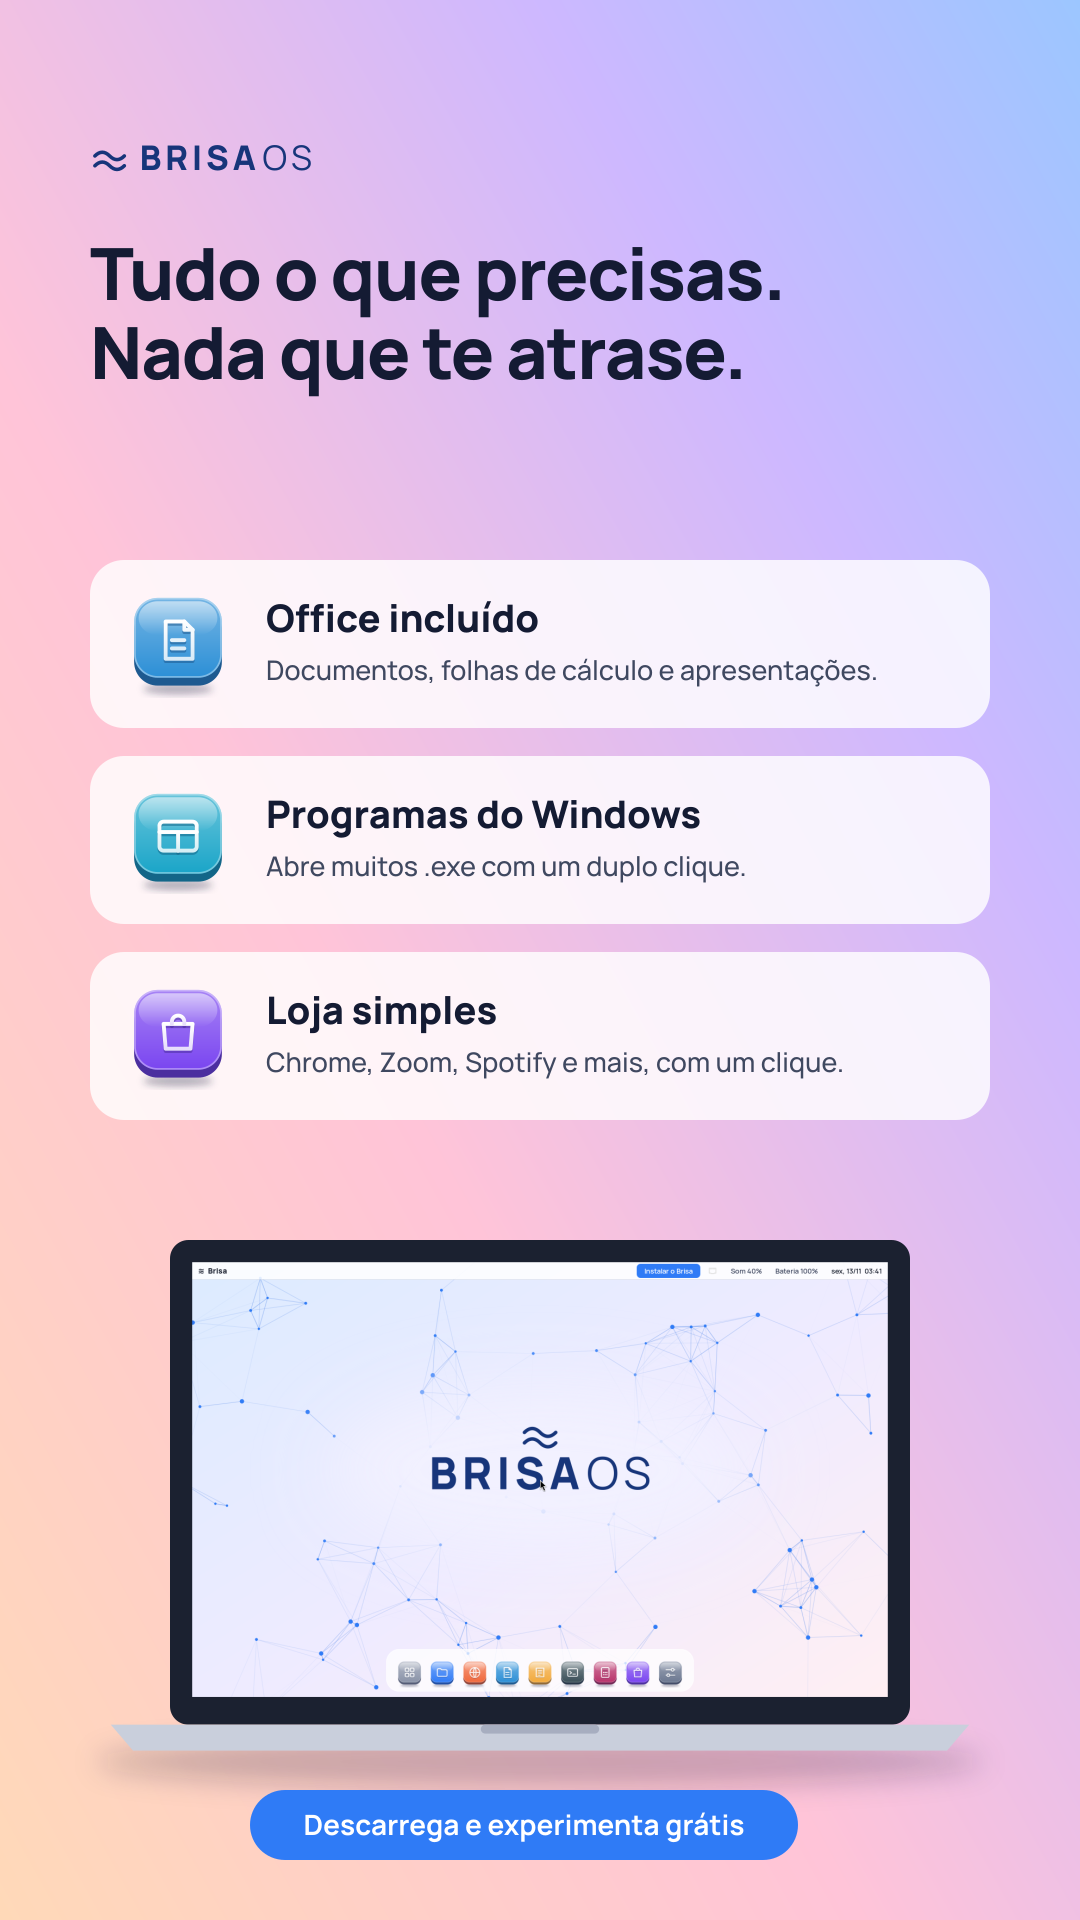 BRISAOS
Tudo o que precisas.
Nada que te atrase.
Office incluído
Documentos, folhas de cálculo e apresentações.
Programas do Windows
Abre muitos .exe com um duplo clique.
Loja simples
Chrome, Zoom, Spotify e mais, com um clique.
Brisa Instalar o Brisa Som 40% Bateria 100% sex, 13/11 03:41
BRISAOS
Descarrega e experimenta grátis